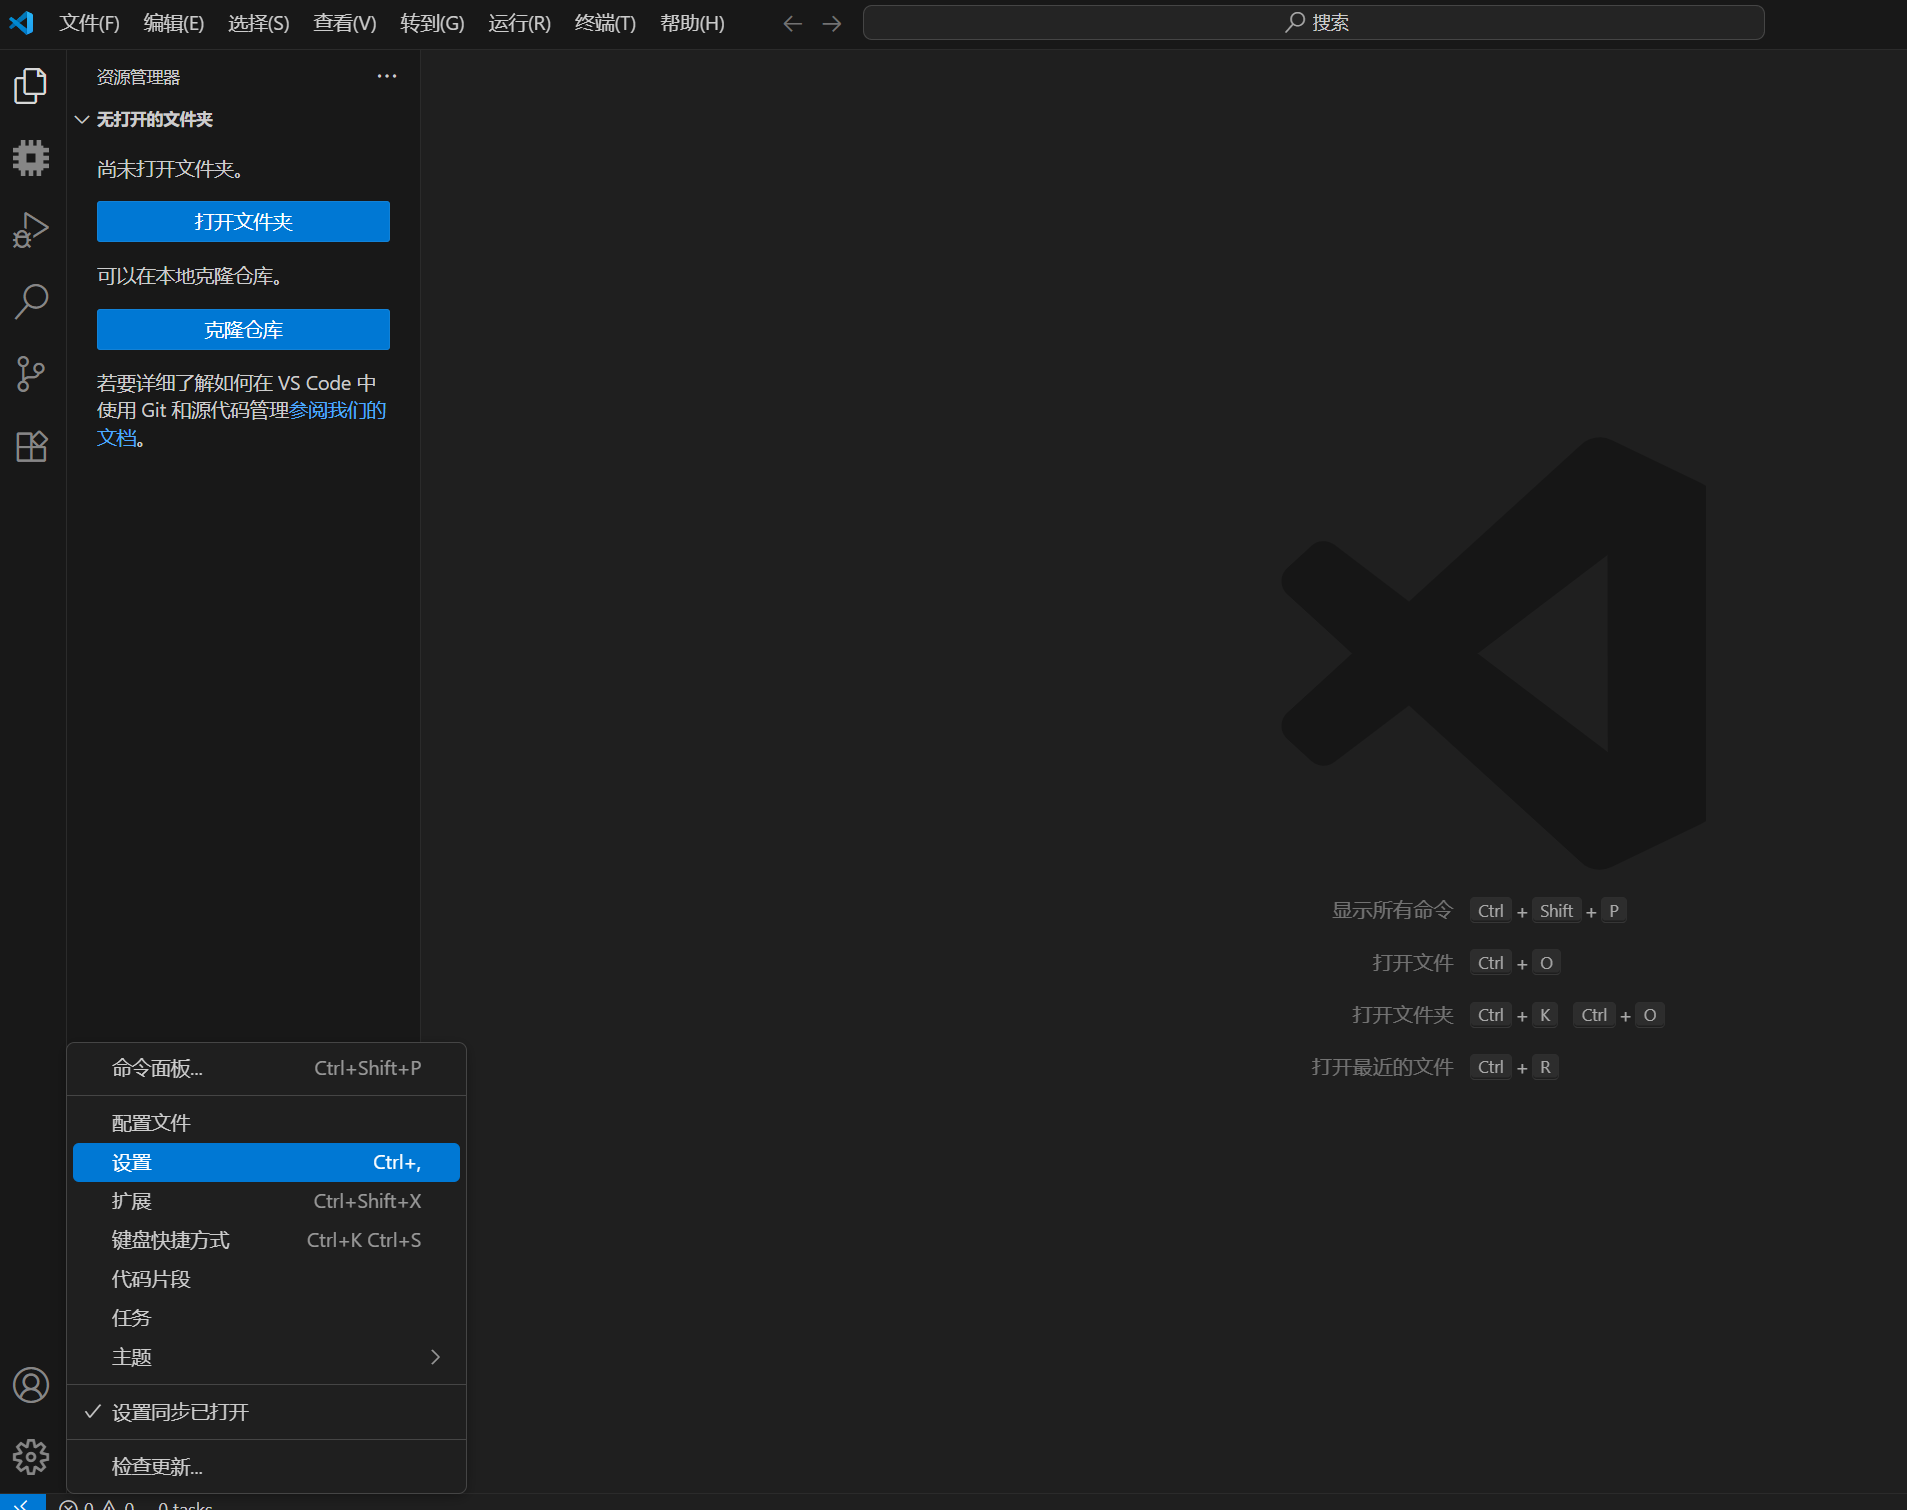 文件(F) 编辑(E) 选择(S) 查看(V) 转到(G) 运行(R) 终端(T) 帮助(H) 搜索
资源管理器
无打开的文件夹
尚未打开文件夹。
打开文件夹
可以在本地克隆仓库。
克隆仓库
若要详细了解如何在 VS Code 中
使用 Git 和源代码管理参阅我们的
文档。
显示所有命令 Ctrl + Shift + P
打开文件 Ctrl + O
打开文件夹 Ctrl + K Ctrl + O
打开最近的文件 Ctrl + R
命令面板... Ctrl+Shift+P
配置文件
设置 Ctrl+,
扩展 Ctrl+Shift+X
键盘快捷方式 Ctrl+K Ctrl+S
代码片段
任务
主题
设置同步已打开
检查更新...
0 0 0 tasks